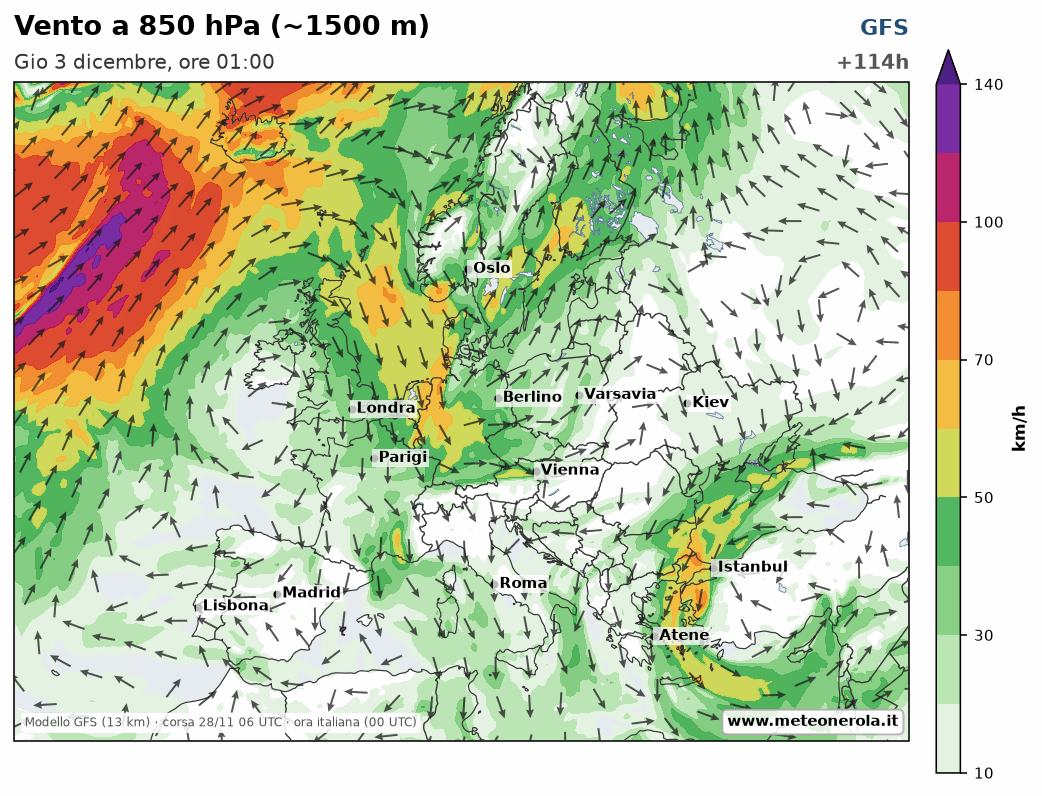 Vento a 850 hPa (~1500 m)
GFS
Gio 3 dicembre, ore 01:00
+114h
140
100
70
50
30
10
km/h
Oslo
Londra
Berlino
Varsavia
Kiev
Parigi
Vienna
Istanbul
Roma
Madrid
Lisbona
Atene
Modello GFS (13 km) · corsa 28/11 06 UTC · ora italiana (00 UTC)
www.meteonerola.it